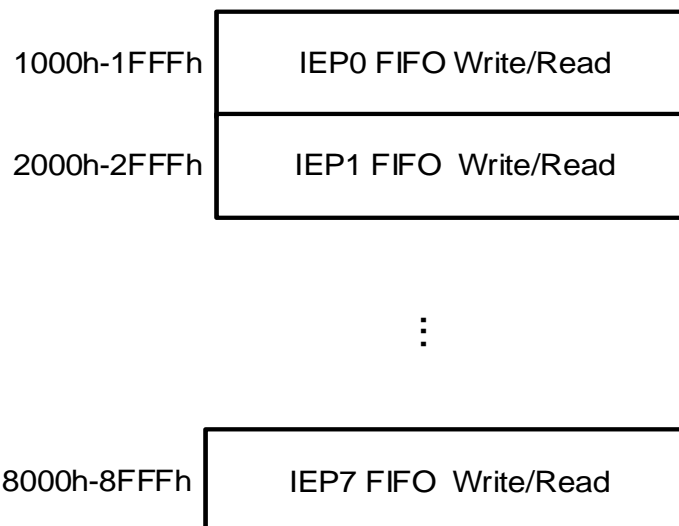 1000h-1FFFh IEP0 FIFO Write/Read
2000h-2FFFh IEP1 FIFO Write/Read
...
8000h-8FFFh IEP7 FIFO Write/Read